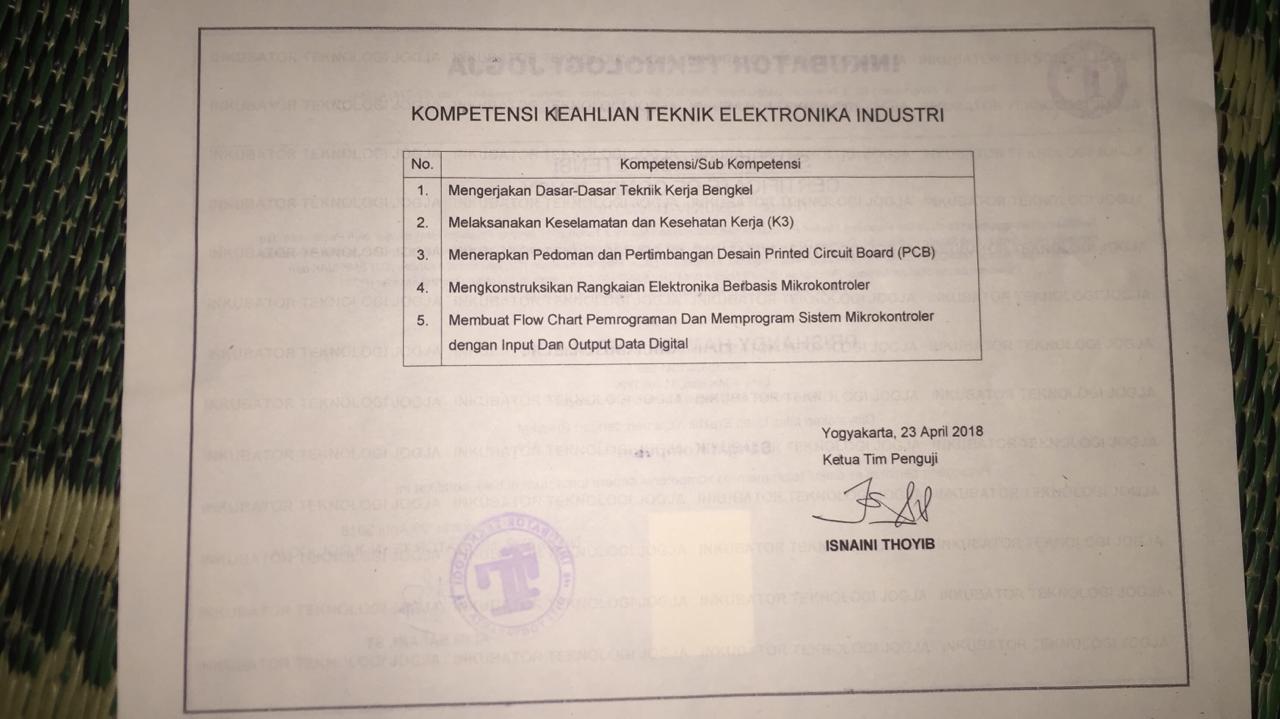 KOMPETENSI KEAHLIAN TEKNIK ELEKTRONIKA INDUSTRI
No. Kompetensi/Sub Kompetensi
1. Mengerjakan Dasar-Dasar Teknik Kerja Bengkel
2. Melaksanakan Keselamatan dan Kesehatan Kerja (K3)
3. Menerapkan Pedoman dan Pertimbangan Desain Printed Circuit Board (PCB)
4. Mengkonstruksikan Rangkaian Elektronika Berbasis Mikrokontroler
5. Membuat Flow Chart Pemrograman Dan Memprogram Sistem Mikrokontroler
dengan Input Dan Output Data Digital
Yogyakarta, 23 April 2018
Ketua Tim Penguji
ISNAINI THOYIB